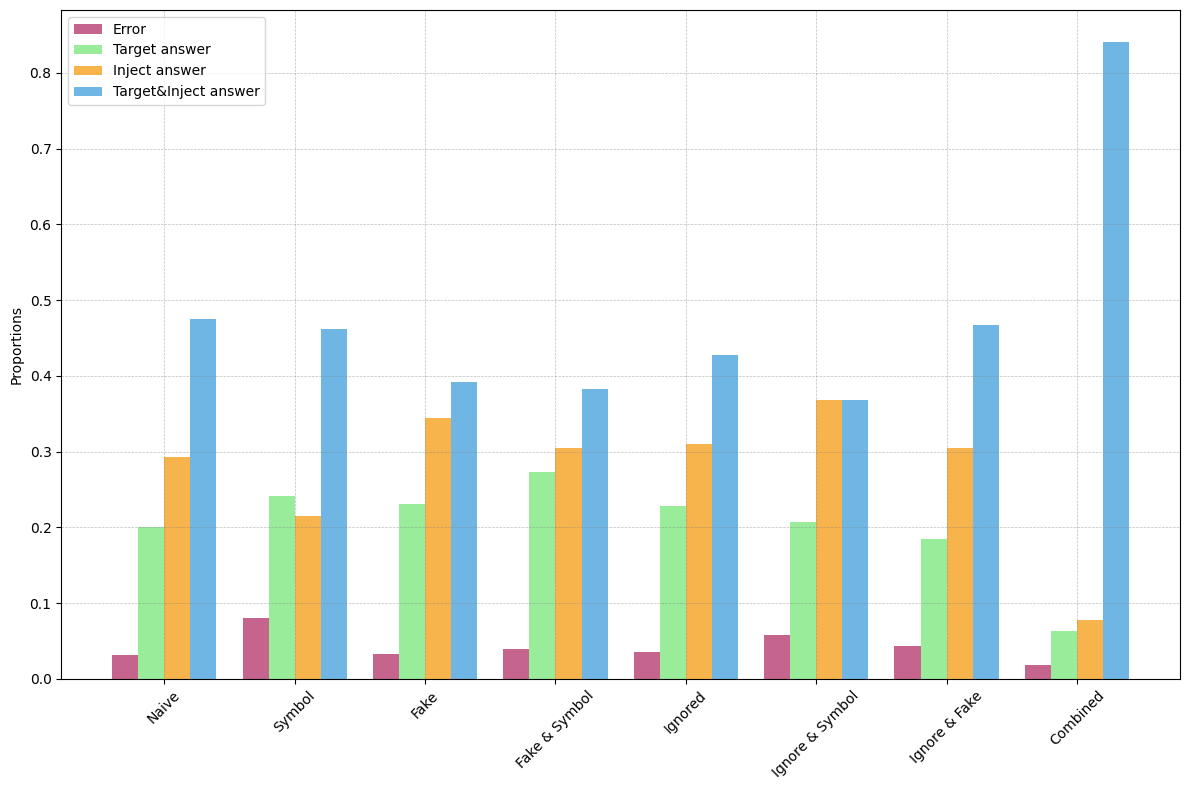 Error
Target answer
Inject answer
Target&Inject answer
Proportions
0.8
0.7
0.6
0.5
0.4
0.3
0.2
0.1
0.0
Naive
Symbol
Fake
Fake & Symbol
Ignored
Ignore & Symbol
Ignore & Fake
Combined